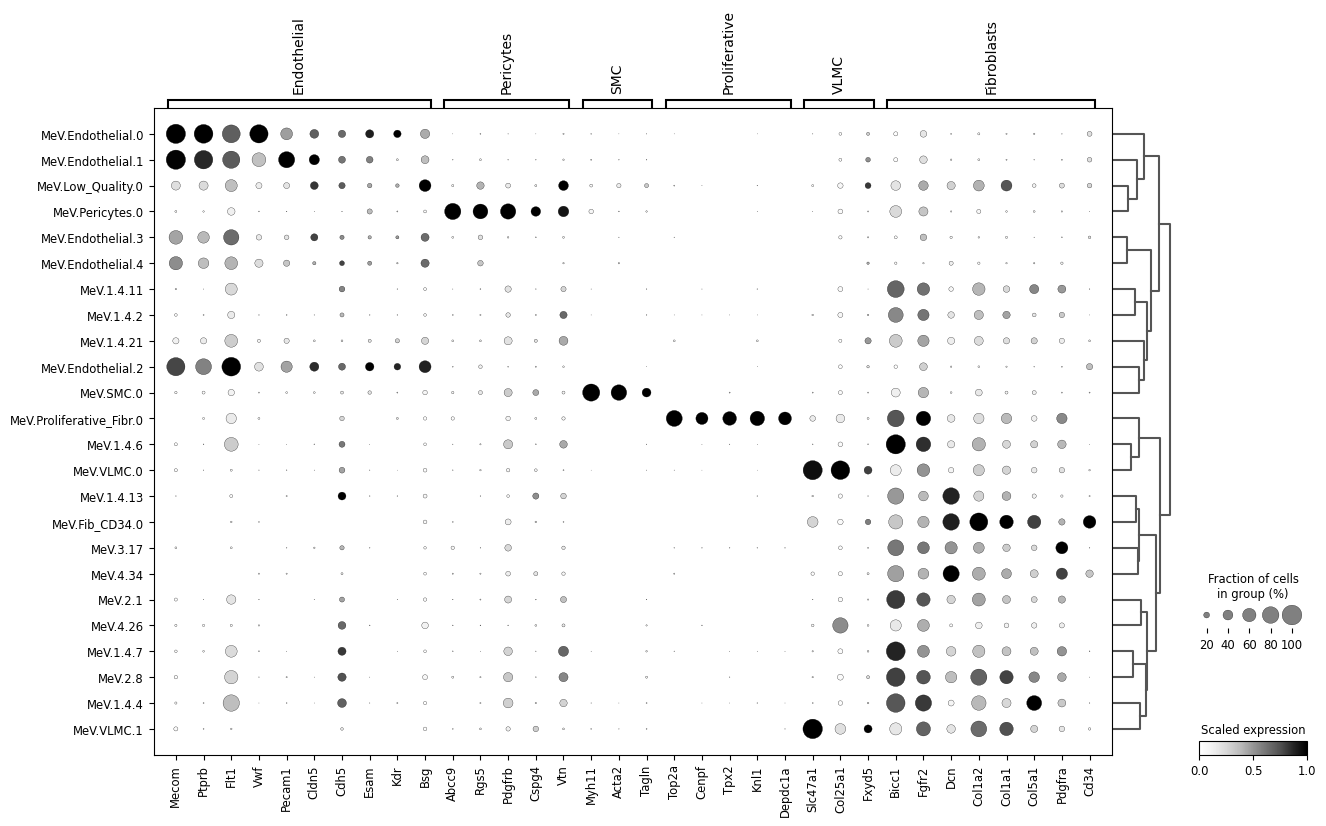 Endothelial
Pericytes
SMC
Proliferative
VLMC
Fibroblasts
MeV.Endothelial.0
MeV.Endothelial.1
MeV.Low_Quality.0
MeV.Pericytes.0
MeV.Endothelial.3
MeV.Endothelial.4
MeV.1.4.11
MeV.1.4.2
MeV.1.4.21
MeV.Endothelial.2
MeV.SMC.0
MeV.Proliferative_Fibr.0
MeV.1.4.6
MeV.VLMC.0
MeV.1.4.13
MeV.Fib_CD34.0
MeV.3.17
MeV.4.34
MeV.2.1
MeV.4.26
MeV.1.4.7
MeV.2.8
MeV.1.4.4
MeV.VLMC.1
Mecom
Ptprb
Flt1
Vwf
Pecam1
Cldn5
Cdh5
Esam
Kdr
Bsg
Abcc9
Rgs5
Pdgfrb
Cspg4
Vtn
Myh11
Acta2
Tagln
Top2a
Cenpf
Tpx2
Knl1
Depdc1a
Slc47a1
Col25a1
Fxyd5
Bicc1
Fgfr2
Dcn
Col1a2
Col1a1
Col5a1
Pdgfra
Cd34
Fraction of cells
in group (%)
20 40 60 80 100
Scaled expression
0.0 0.5 1.0